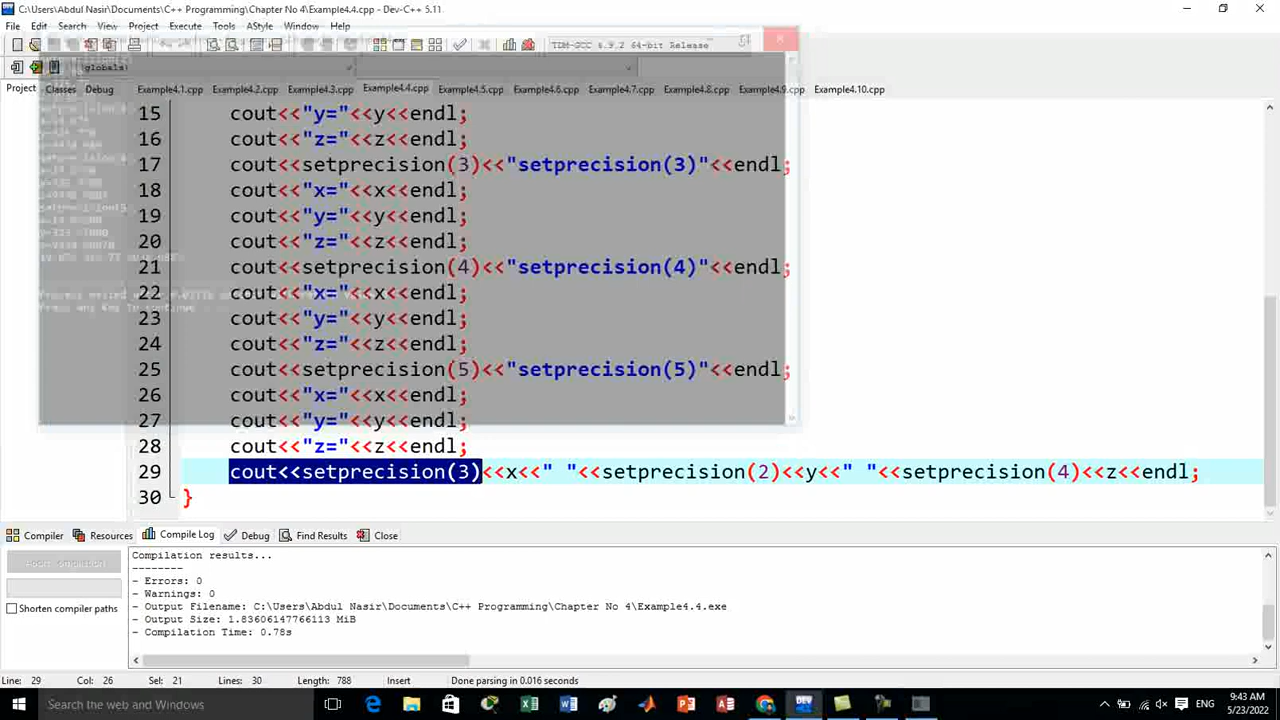 C:\Users\Abdul Nasir\Documents\C++ Programming\Chapter No 4\Example4.4.cpp - Dev-C++ 5.11
File Edit Search View Project Execute Tools AStyle Window Help
TDM-GCC 4.9.2 64-bit Release
globals
Project Classes Debug Example4.1.cpp Example4.2.cpp Example4.3.cpp Example4.4.cpp Example4.5.cpp Example4.6.cpp Example4.7.cpp Example4.8.cpp Example4.9.cpp Example4.10.cpp
15 cout<<"y="<<y<<endl;
16 cout<<"z="<<z<<endl;
17 cout<<setprecision(3)<<"setprecision(3)"<<endl;
18 cout<<"x="<<x<<endl;
19 cout<<"y="<<y<<endl;
20 cout<<"z="<<z<<endl;
21 cout<<setprecision(4)<<"setprecision(4)"<<endl;
22 cout<<"x="<<x<<endl;
23 cout<<"y="<<y<<endl;
24 cout<<"z="<<z<<endl;
25 cout<<setprecision(5)<<"setprecision(5)"<<endl;
26 cout<<"x="<<x<<endl;
27 cout<<"y="<<y<<endl;
28 cout<<"z="<<z<<endl;
29 cout<<setprecision(3)<<x<<" "<<setprecision(2)<<y<<" "<<setprecision(4)<<z<<endl;
30 }
Compiler Resources Compile Log Debug Find Results Close
Abort Compilation
Shorten compiler paths
Compilation results...
--------
- Errors: 0
- Warnings: 0
- Output Filename: C:\Users\Abdul Nasir\Documents\C++ Programming\Chapter No 4\Example4.4.exe
- Output Size: 1.83606147766113 MiB
- Compilation Time: 0.78s
Line: 29 Col: 26 Sel: 21 Lines: 30 Length: 788 Insert Done parsing in 0.016 seconds
Search the web and Windows
DEV
ENG
9:43 AM
5/23/2022